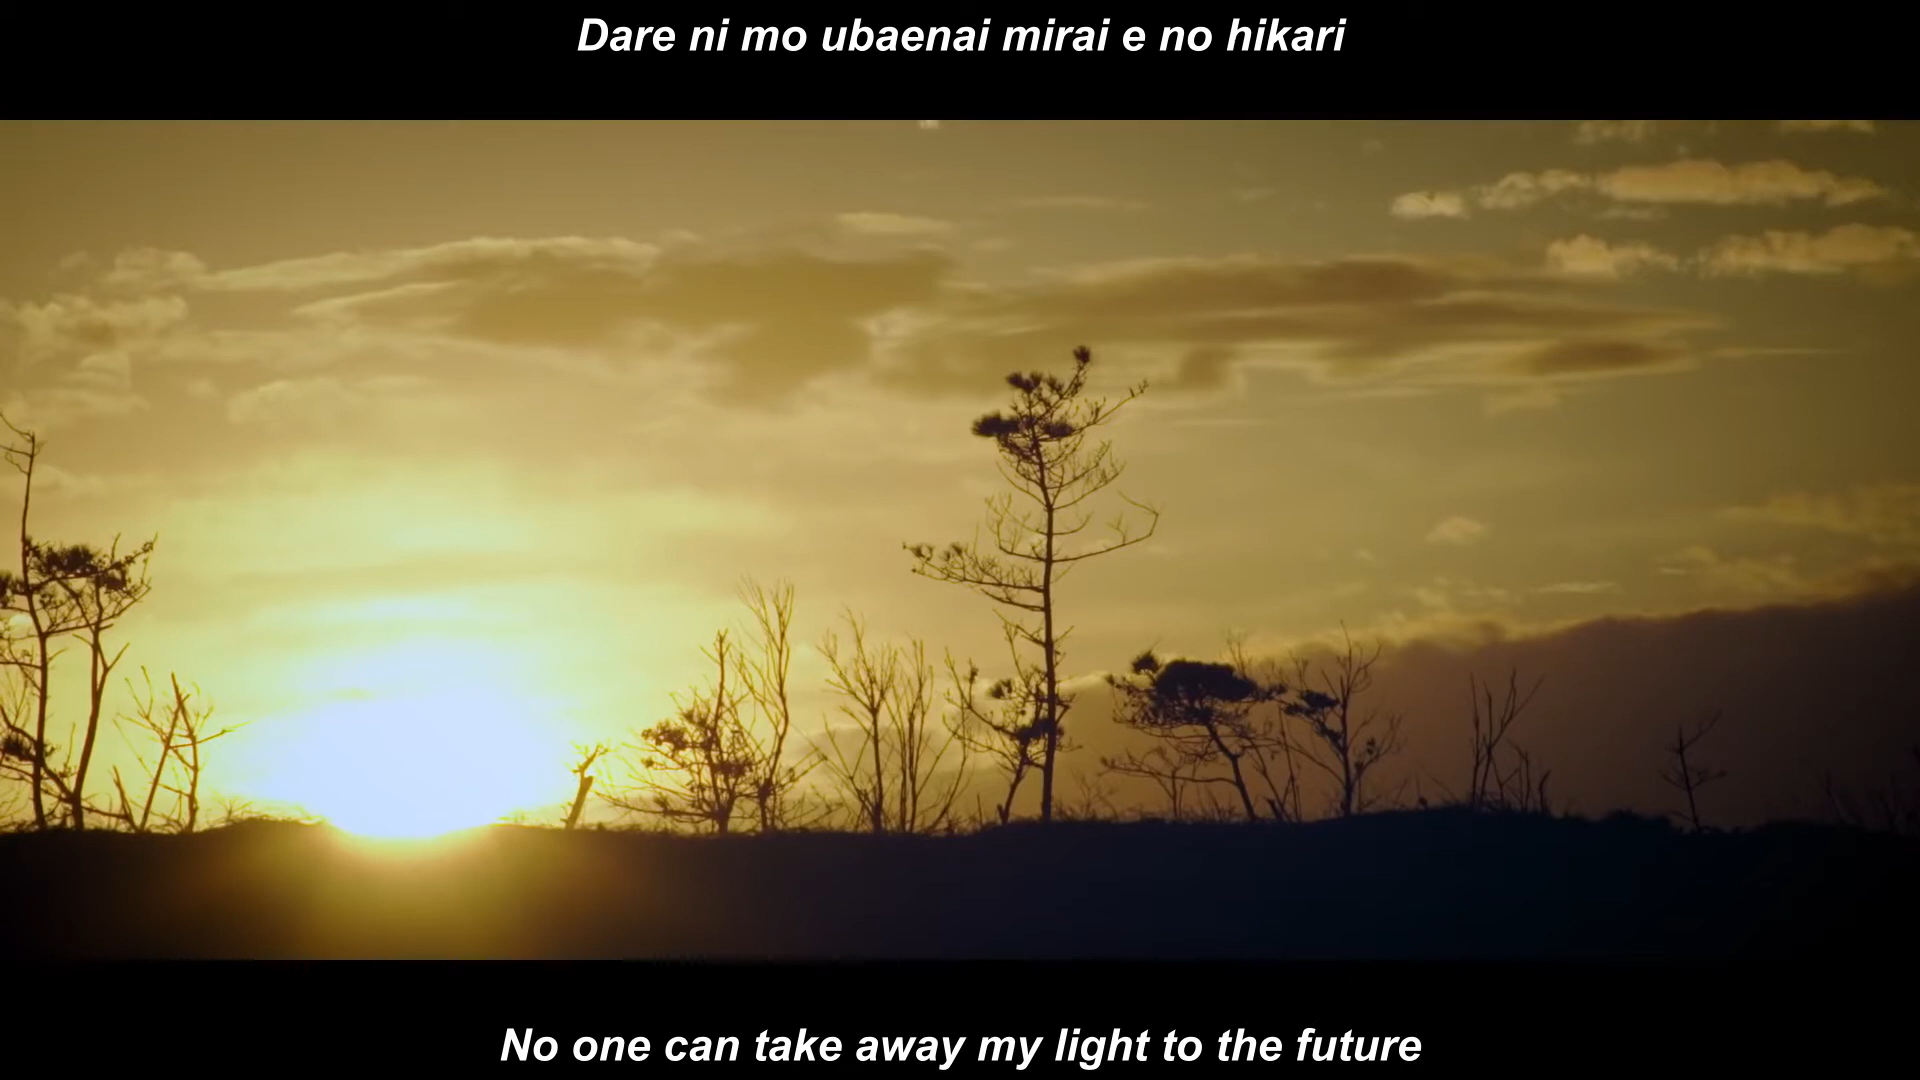 Dare ni mo ubaenai mirai e no hikari
No one can take away my light to the future